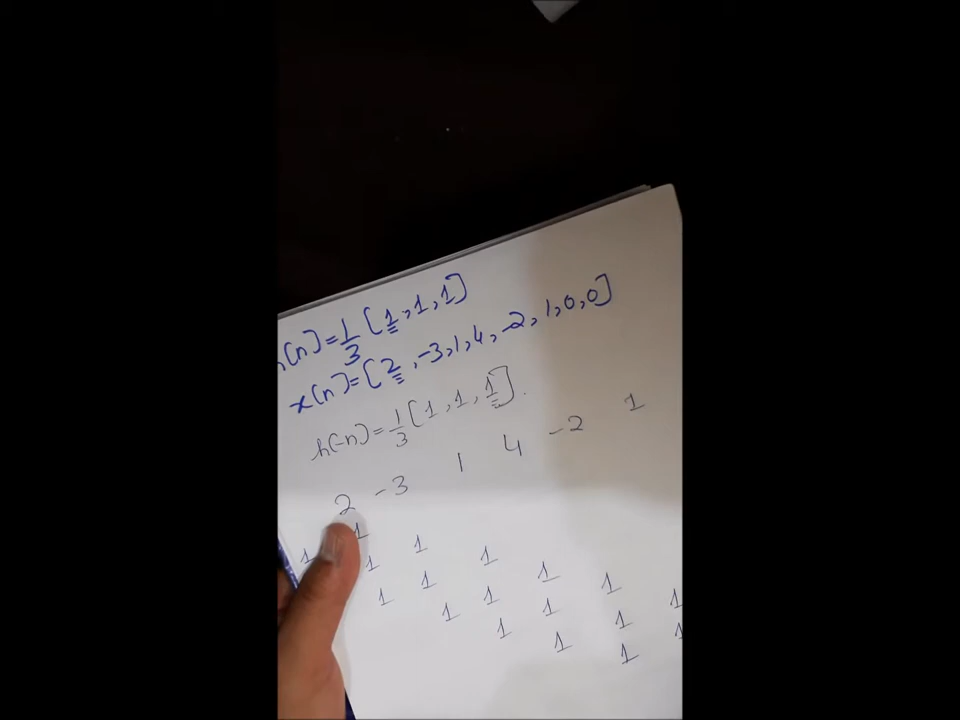 (n)=1/3[1,1,1]
x(n)=[2,-3,1,4,-2,1,0,0]
h(-n)=1/3[1,1,1].
2 -3 1 4 -2 1
1 1
1 1 1
1 1 1
1 1 1
1 1 1
1 1 1
1 1